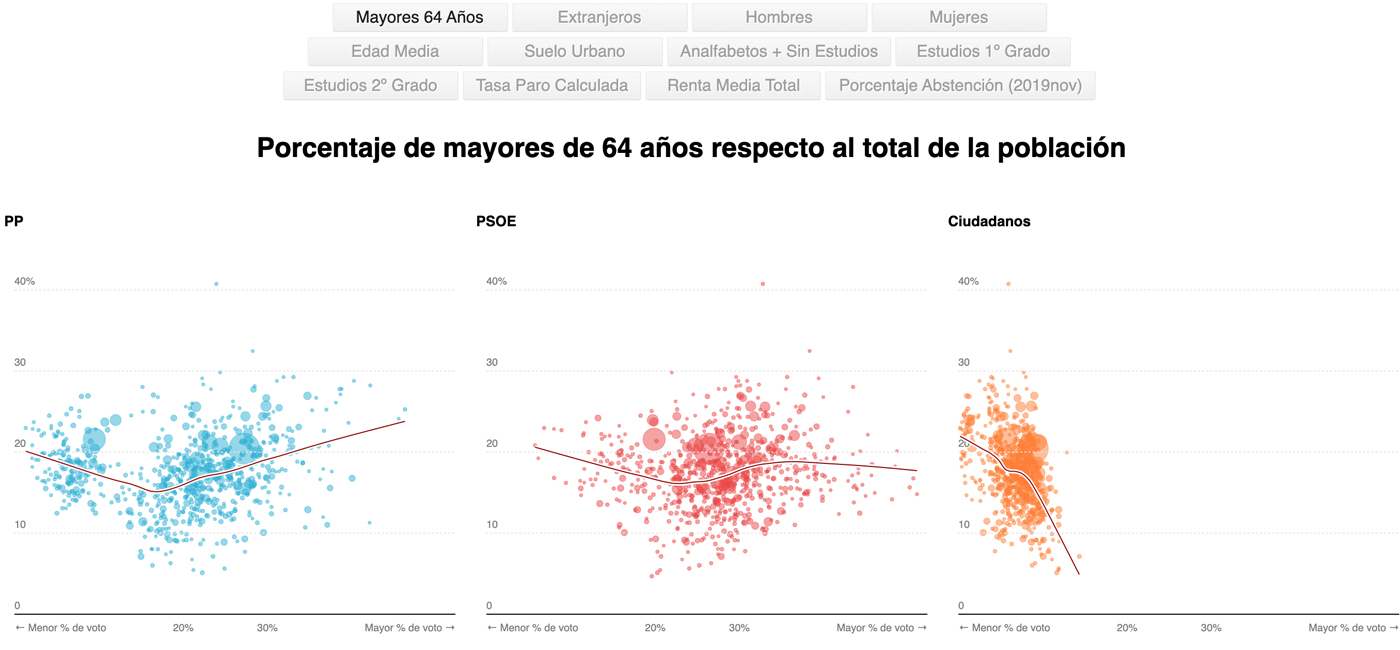 Mayores 64 Años Extranjeros Hombres Mujeres
Edad Media Suelo Urbano Analfabetos + Sin Estudios Estudios 1º Grado
Estudios 2º Grado Tasa Paro Calculada Renta Media Total Porcentaje Abstención (2019nov)
Porcentaje de mayores de 64 años respecto al total de la población
PP PSOE Ciudadanos
40% 40% 40%
30 30 30
20 20 20
10 10 10
0 0 0
← Menor % de voto 20% 30% Mayor % de voto → ← Menor % de voto 20% 30% Mayor % de voto → ← Menor % de voto 20% 30% Mayor % de voto →